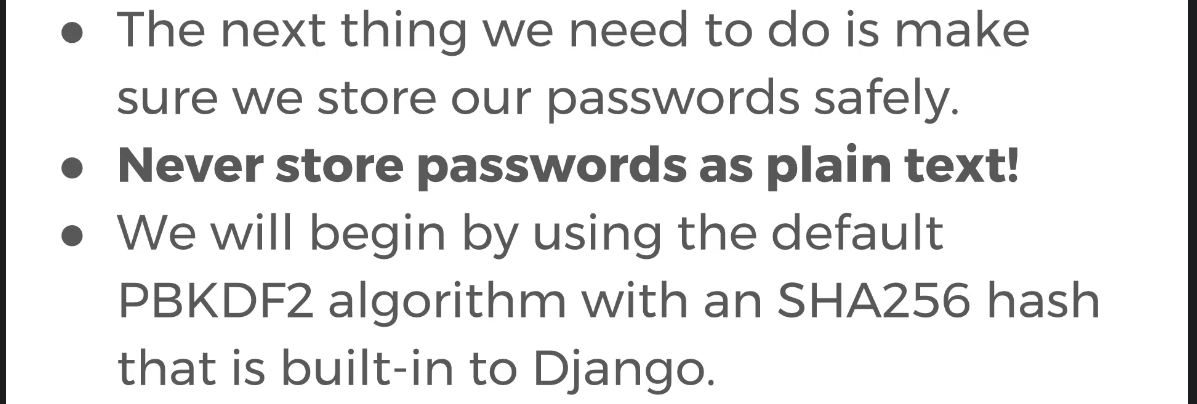 ● The next thing we need to do is make
sure we store our passwords safely.
● Never store passwords as plain text!
● We will begin by using the default
PBKDF2 algorithm with an SHA256 hash
that is built-in to Django.